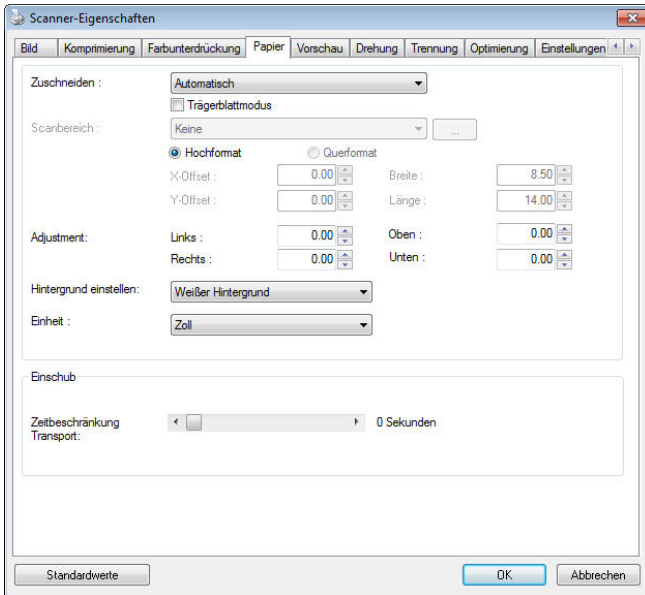 Scanner-Eigenschaften
Bild Komprimierung Farbunterdrückung Papier Vorschau Drehung Trennung Optimierung Einstellungen
Zuschneiden : Automatisch
Trägerblattmodus
Scanbereich : Keine ...
Hochformat Querformat
X-Offset : 0.00 Breite : 8.50
Y-Offset : 0.00 Länge : 14.00
Adjustment: Links : 0.00 Oben : 0.00
Rechts : 0.00 Unten : 0.00
Hintergrund einstellen: Weißer Hintergrund
Einheit : Zoll
Einschub
Zeitbeschränkung 0 Sekunden
Transport:
Standardwerte OK Abbrechen